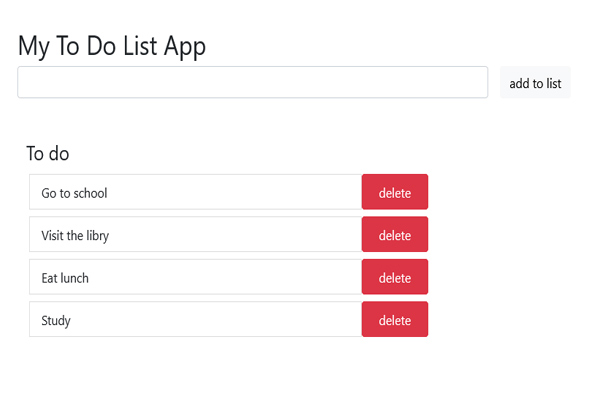 My To Do List App
add to list
To do
Go to school delete
Visit the libry delete
Eat lunch delete
Study delete